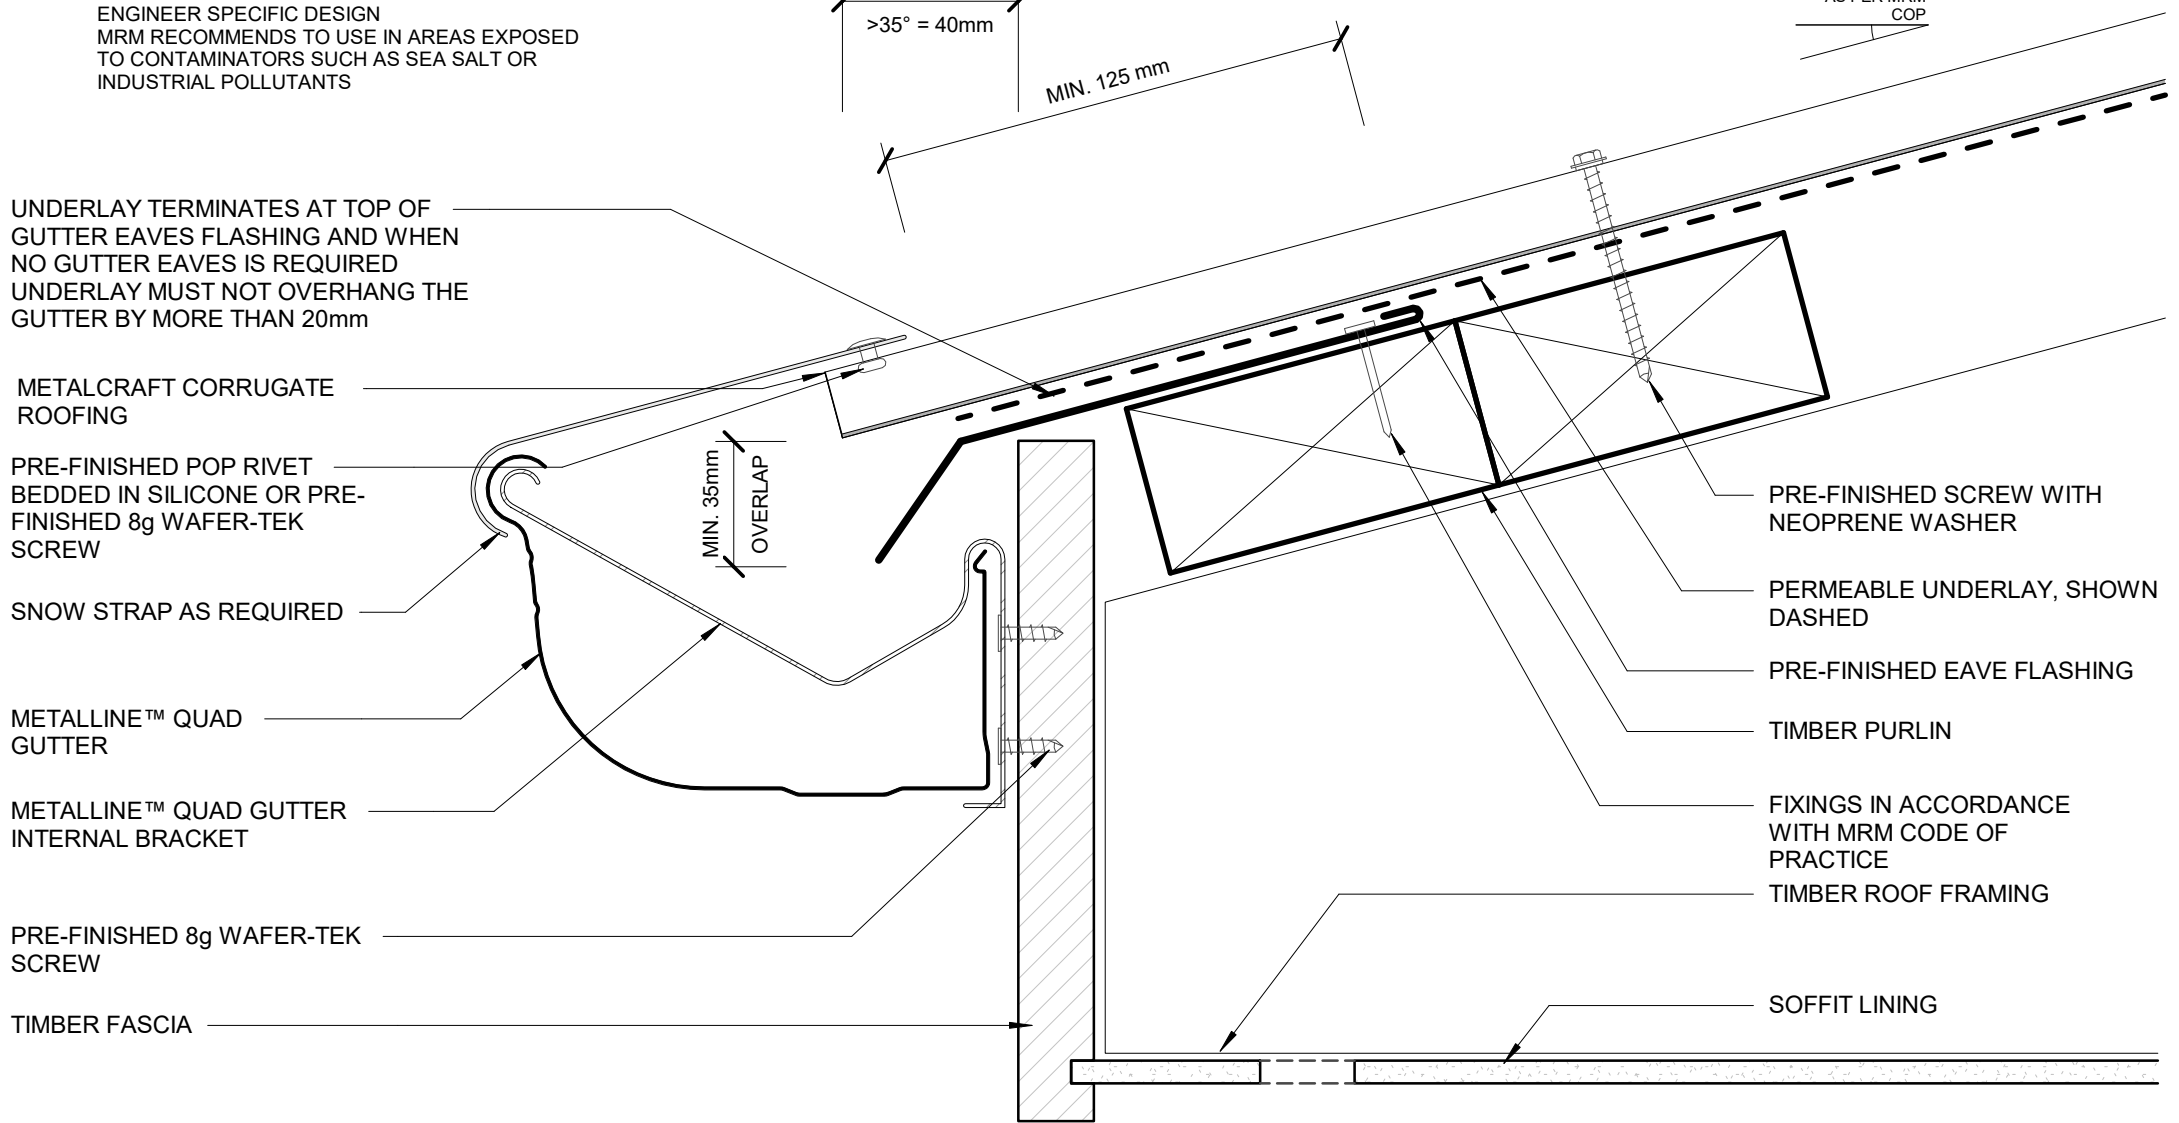 ENGINEER SPECIFIC DESIGN
MRM RECOMMENDS TO USE IN AREAS EXPOSED
TO CONTAMINATORS SUCH AS SEA SALT OR
INDUSTRIAL POLLUTANTS
>35° = 40mm
MIN. 125 mm
COP
UNDERLAY TERMINATES AT TOP OF
GUTTER EAVES FLASHING AND WHEN
NO GUTTER EAVES IS REQUIRED
UNDERLAY MUST NOT OVERHANG THE
GUTTER BY MORE THAN 20mm
METALCRAFT CORRUGATE
ROOFING
PRE-FINISHED POP RIVET
BEDDED IN SILICONE OR PRE-
FINISHED 8g WAFER-TEK
SCREW
SNOW STRAP AS REQUIRED
METALLINE™ QUAD
GUTTER
METALLINE™ QUAD GUTTER
INTERNAL BRACKET
PRE-FINISHED 8g WAFER-TEK
SCREW
TIMBER FASCIA
MIN. 35mm
OVERLAP
PRE-FINISHED SCREW WITH
NEOPRENE WASHER
PERMEABLE UNDERLAY, SHOWN
DASHED
PRE-FINISHED EAVE FLASHING
TIMBER PURLIN
FIXINGS IN ACCORDANCE
WITH MRM CODE OF
PRACTICE
TIMBER ROOF FRAMING
SOFFIT LINING